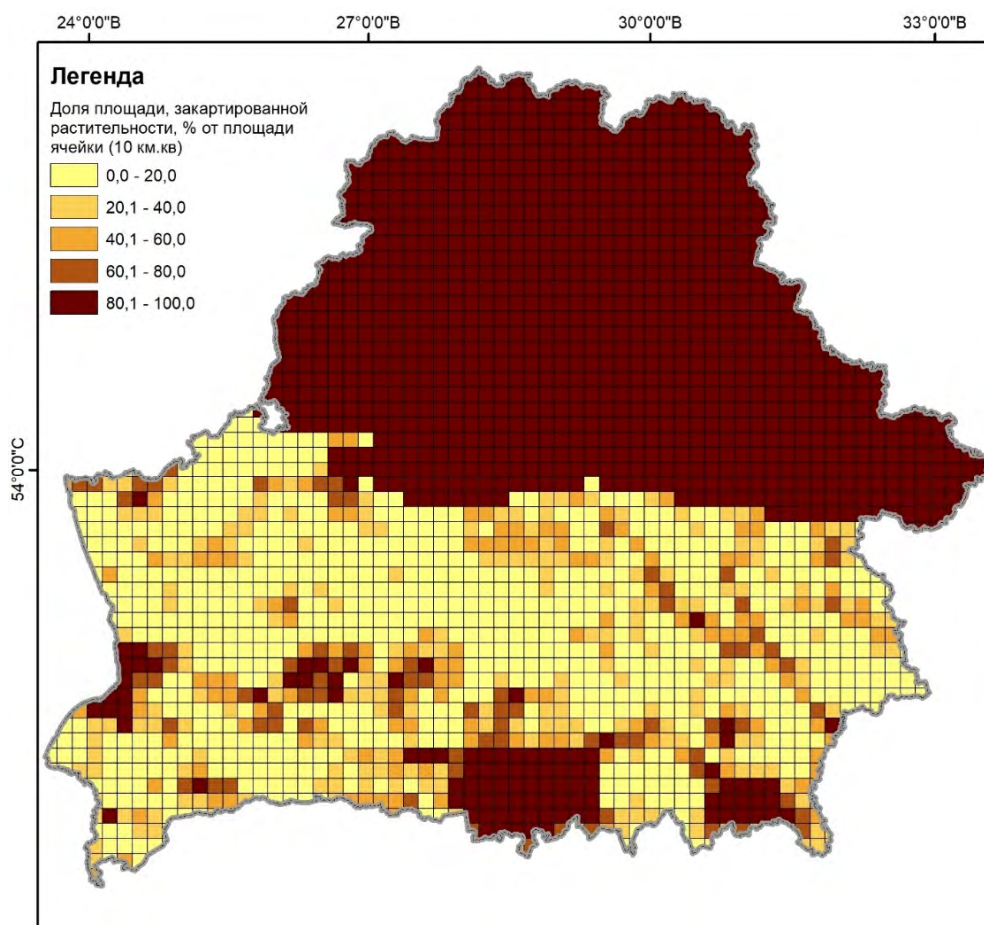 24°0'0"В 27°0'0"В 30°0'0"В 33°0'0"В
Легенда
Доля площади, закартированной
растительности, % от площади
ячейки (10 км.кв)
0,0 - 20,0
20,1 - 40,0
40,1 - 60,0
60,1 - 80,0
80,1 - 100,0
54°0'0"С